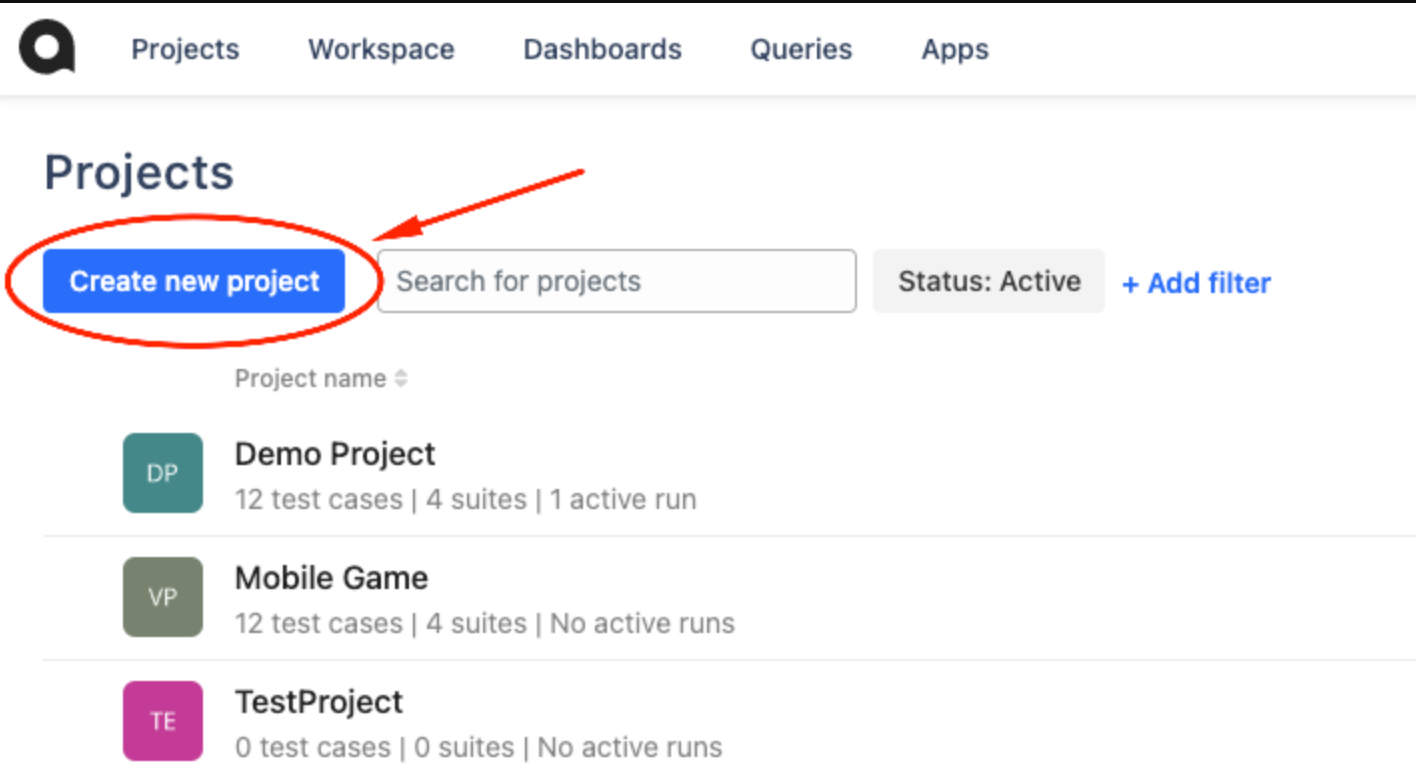 Projects Workspace Dashboards Queries Apps
Projects
Create new project Search for projects Status: Active + Add filter
Project name
DP Demo Project
12 test cases | 4 suites | 1 active run
VP Mobile Game
12 test cases | 4 suites | No active runs
TE TestProject
0 test cases | 0 suites | No active runs